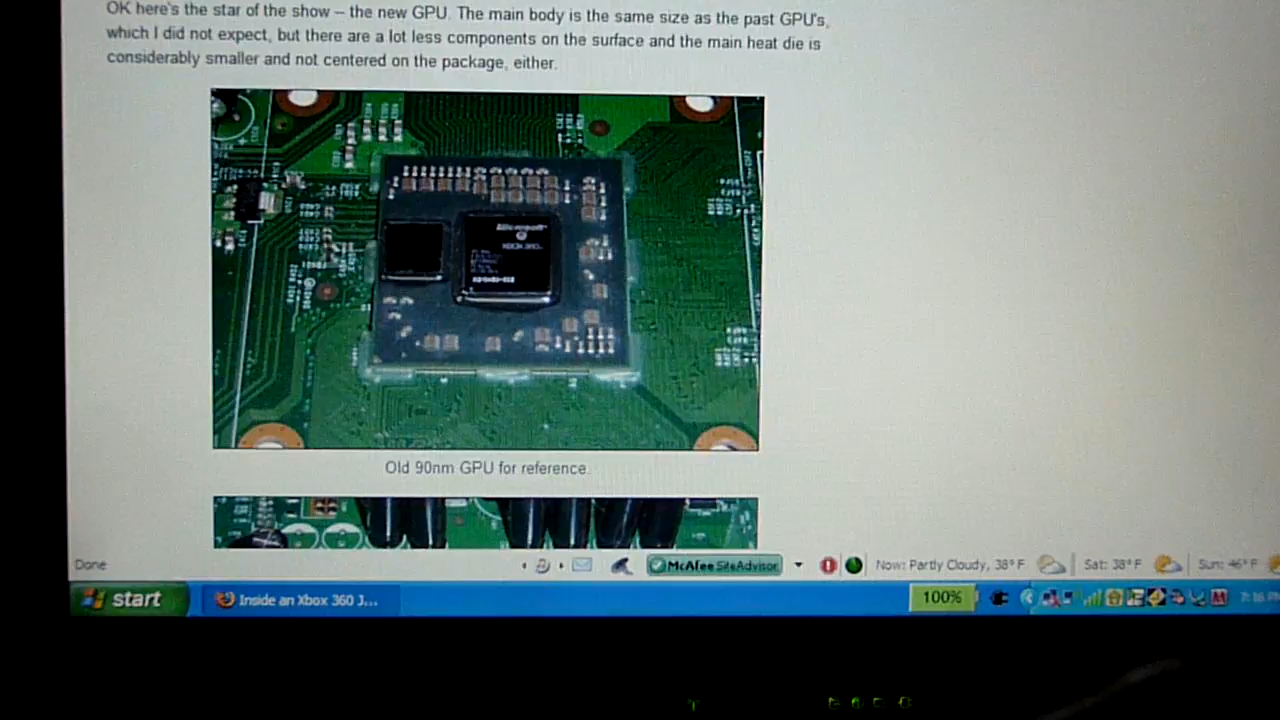 OK here's the star of the show – the new GPU. The main body is the same size as the past GPU's,
which I did not expect, but there are a lot less components on the surface and the main heat die is
considerably smaller and not centered on the package, either.
Microsoft
Old 90nm GPU for reference.
Done
McAfee SiteAdvisor
Now: Partly Cloudy, 38° F
Sat: 38° F
Sun: 46° F
start
Inside an Xbox 360 J...
100%